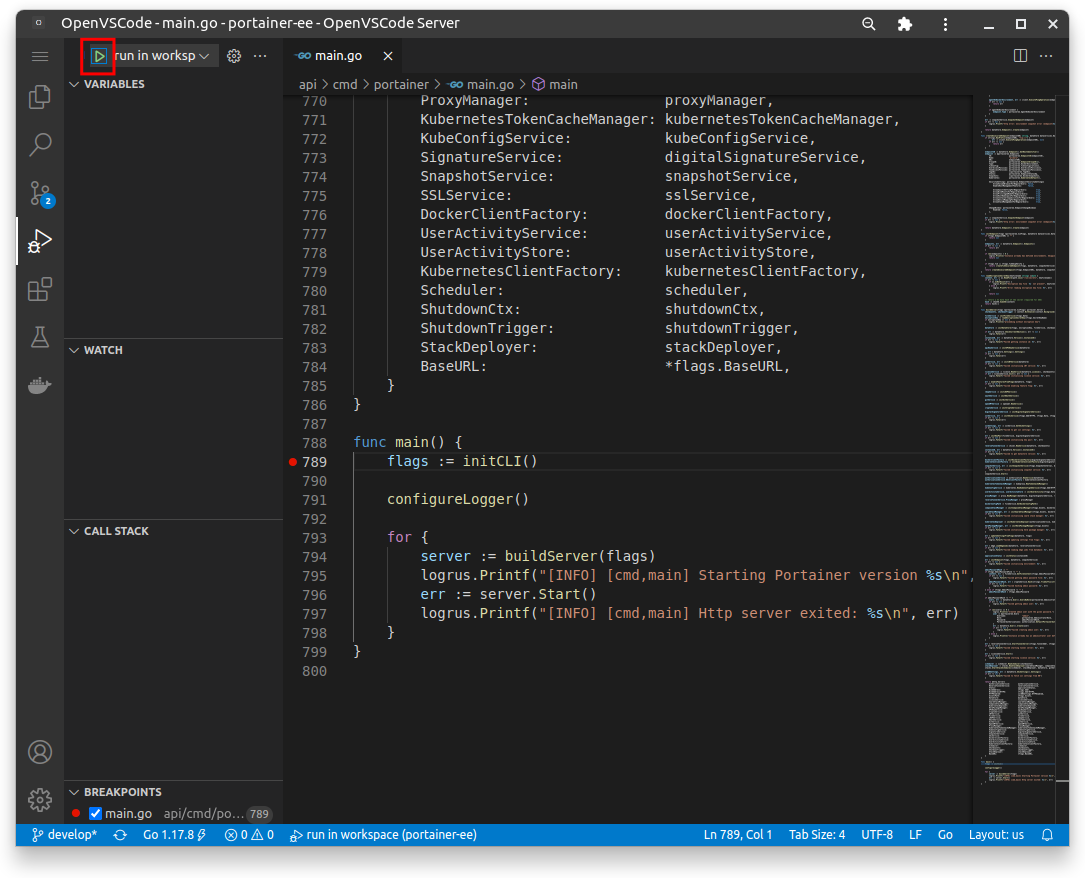 OpenVSCode - main.go - portainer-ee - OpenVSCode Server
run in worksp
main.go
VARIABLES
api > cmd > portainer > main.go > main
770 ProxyManager: proxyManager,
771 KubernetesTokenCacheManager: kubernetesTokenCacheManager,
772 KubeConfigService: kubeConfigService,
773 SignatureService: digitalSignatureService,
774 SnapshotService: snapshotService,
775 SSLService: sslService,
776 DockerClientFactory: dockerClientFactory,
777 UserActivityService: userActivityService,
778 UserActivityStore: userActivityStore,
779 KubernetesClientFactory: kubernetesClientFactory,
780 Scheduler: scheduler,
781 ShutdownCtx: shutdownCtx,
782 ShutdownTrigger: shutdownTrigger,
783 StackDeployer: stackDeployer,
784 BaseURL: *flags.BaseURL,
785 }
786 }
787
788 func main() {
789 flags := initCLI()
790
791 configureLogger()
792
793 for {
794 server := buildServer(flags)
795 logrus.Printf("[INFO] [cmd,main] Starting Portainer version %s\n",
796 err := server.Start()
797 logrus.Printf("[INFO] [cmd,main] Http server exited: %s\n", err)
798 }
799 }
800
2
WATCH
CALL STACK
BREAKPOINTS
main.go api/cmd/po... 789
develop* Go 1.17.8 0 0 run in workspace (portainer-ee) Ln 789, Col 1 Tab Size: 4 UTF-8 LF Go Layout: us